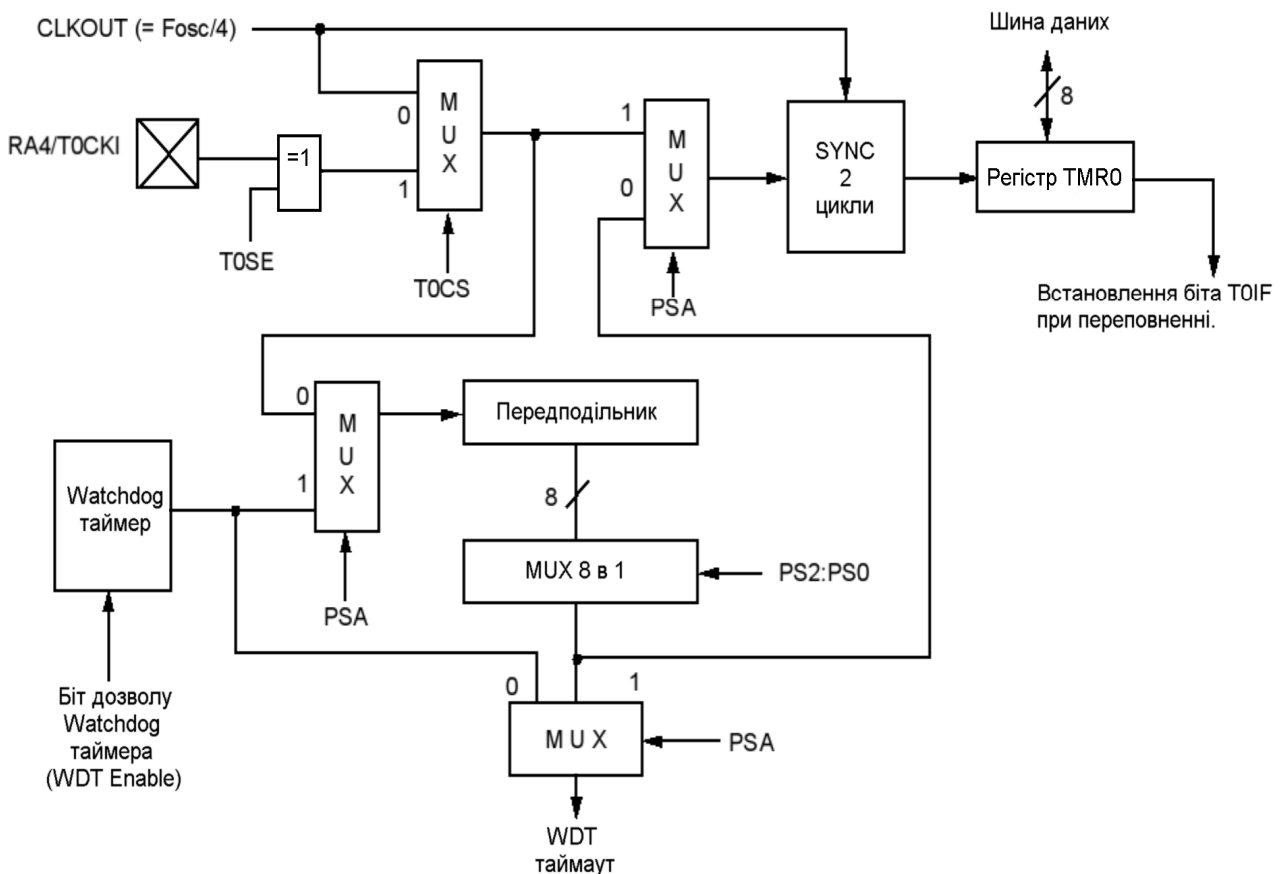 CLKOUT (= Fosc/4)
Шина даних
8
M
U
X
0
1
RA4/T0CKI
=1
T0SE
T0CS
1
0
M
U
X
PSA
SYNC
2
цикли
Регістр TMR0
Встановлення біта T0IF
при переповненні.
0
1
M
U
X
PSA
Передподільник
8
MUX 8 в 1
PS2:PS0
Watchdog
таймер
Біт дозволу
Watchdog
таймера
(WDT Enable)
0
1
M U X
PSA
WDT
таймаут